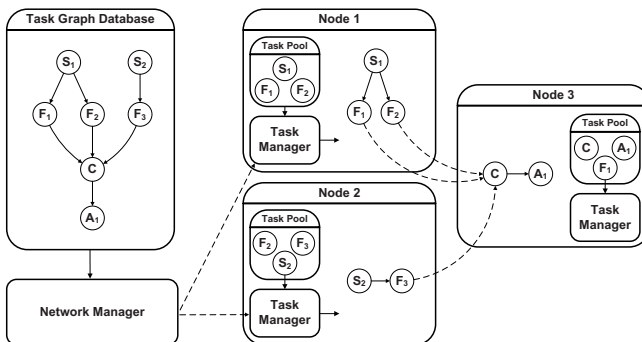 Task Graph Database
S1 S2
F1 F2 F3
C
A1
Network Manager
Node 1
Task Pool
S1
F1 F2
Task
Manager
S1
F1 F2
Node 2
Task Pool
F2 F3
S2
Task
Manager
S2 F3
Node 3
Task Pool
C A1
F1
Task
Manager
C A1